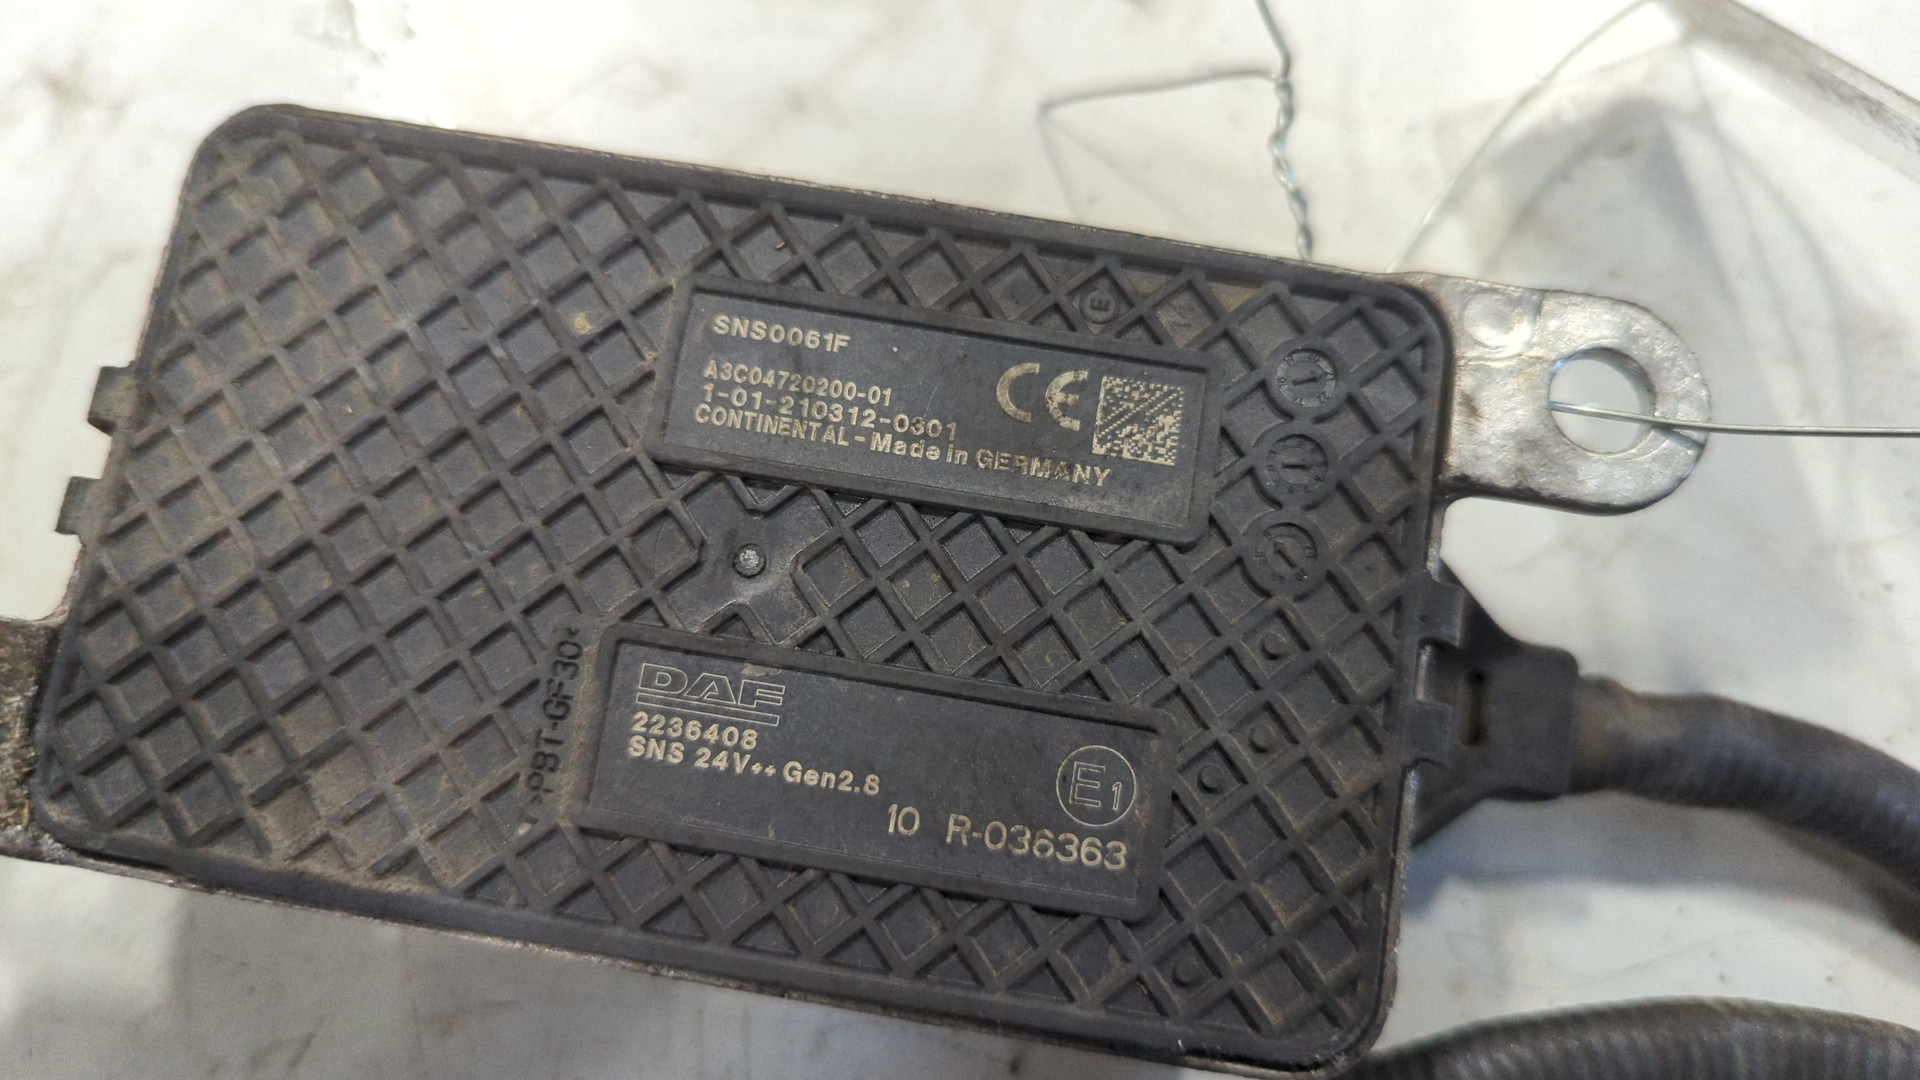 SNS0061F
A3C04720200-01
1-01-210312-0301
CONTINENTAL - Made in GERMANY
CE
E
>PBT-GF30<
DAF
2236408
SNS 24V++ Gen2.8
E1
10 R-036363